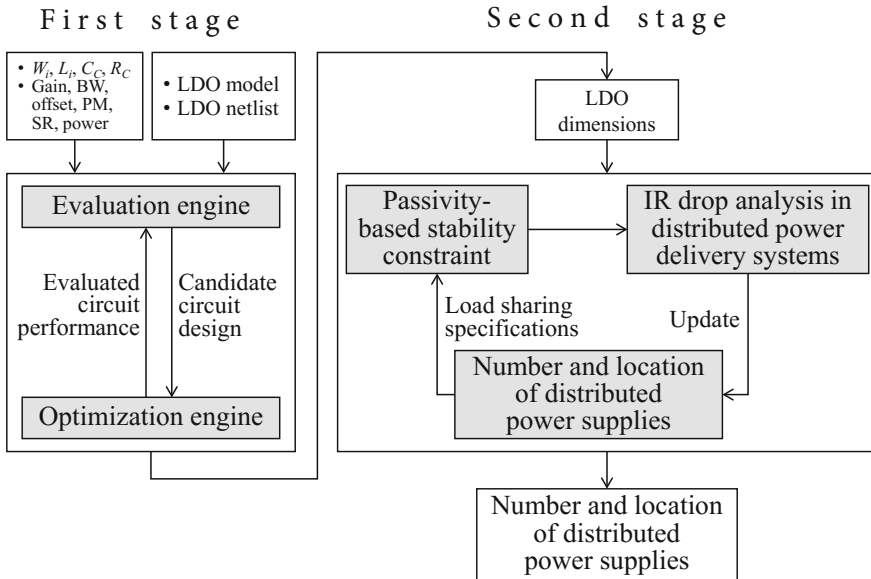 First stage
Second stage
• Wᵢ, Lᵢ, C_C, R_C
• Gain, BW,
offset, PM,
SR, power
• LDO model
• LDO netlist
LDO
dimensions
Evaluation engine
Evaluated
circuit
performance
Candidate
circuit
design
Optimization engine
Passivity-
based stability
constraint
IR drop analysis in
distributed power
delivery systems
Load sharing
specifications
Update
Number and location
of distributed
power supplies
Number and location
of distributed
power supplies